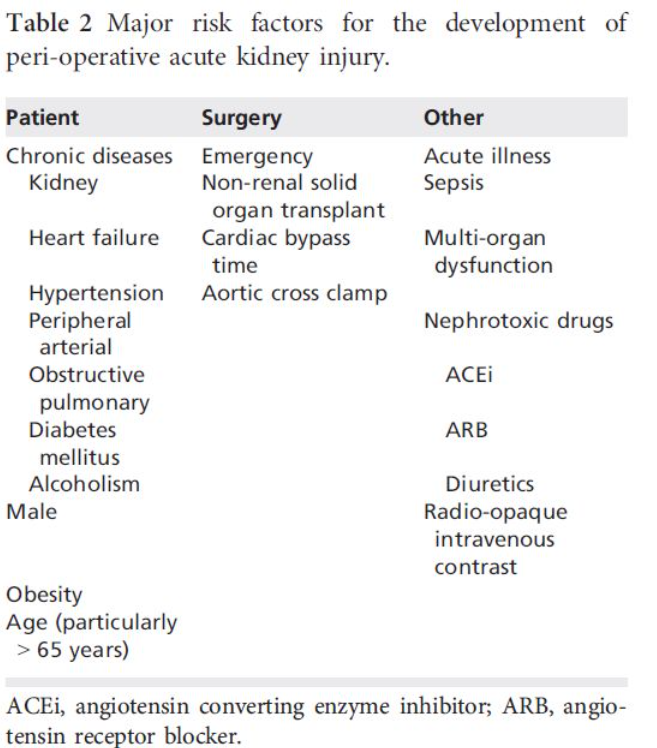 Table 2 Major risk factors for the development of
peri-operative acute kidney injury.
Patient Surgery Other
Chronic diseases Emergency Acute illness
Kidney Non-renal solid Sepsis
organ transplant
Heart failure Cardiac bypass Multi-organ
time dysfunction
Hypertension Aortic cross clamp
Peripheral Nephrotoxic drugs
arterial
Obstructive ACEi
pulmonary
Diabetes ARB
mellitus
Alcoholism Diuretics
Male Radio-opaque
intravenous
contrast
Obesity
Age (particularly
> 65 years)
ACEi, angiotensin converting enzyme inhibitor; ARB, angio-
tensin receptor blocker.